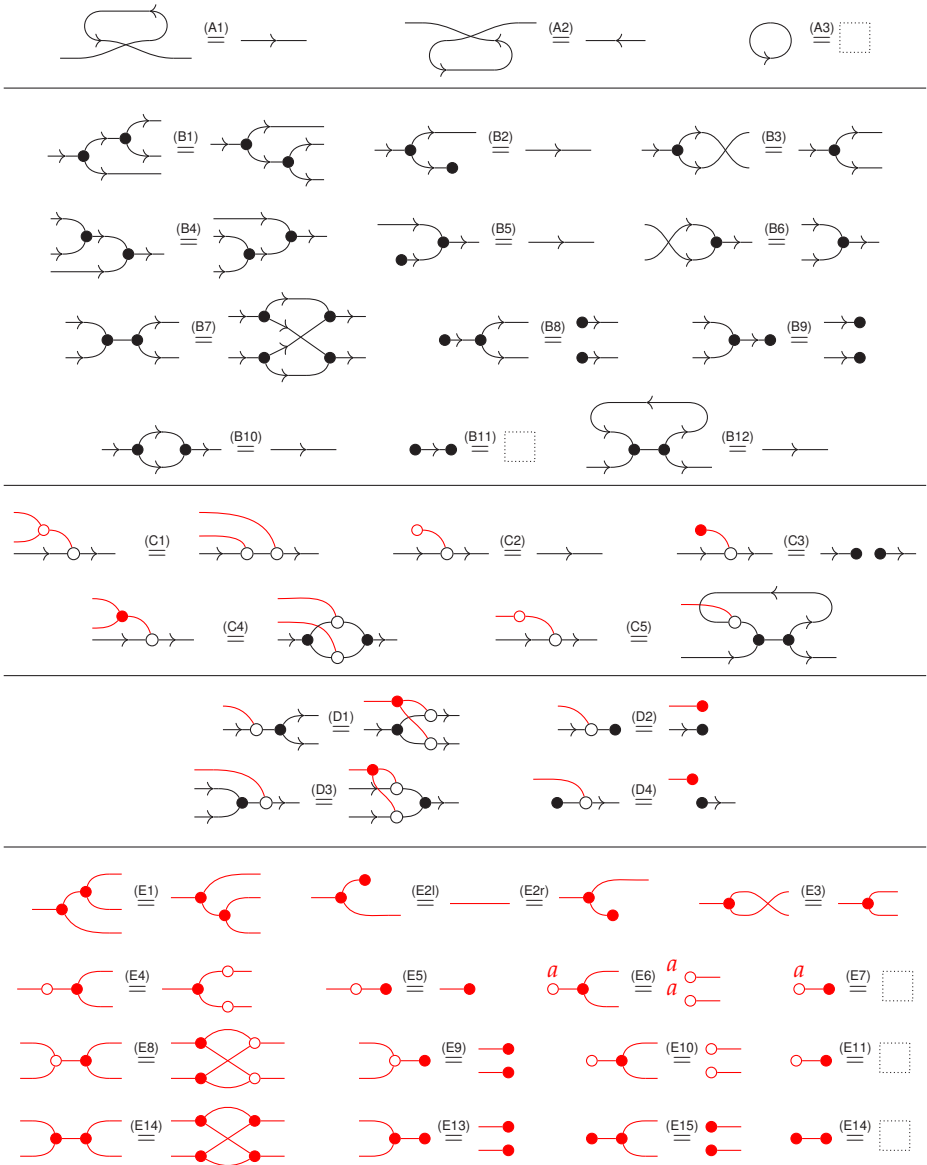 (A1) (A2) (A3)
(B1) (B2) (B3)
(B4) (B5) (B6)
(B7) (B8) (B9)
(B10) (B11) (B12)
(C1) (C2) (C3)
(C4) (C5)
(D1) (D2)
(D3) (D4)
(E1) (E2l) (E2r) (E3)
(E4) (E5) a (E6) a a (E7)
(E8) (E9) (E10) (E11)
(E14) (E13) (E15) (E14)